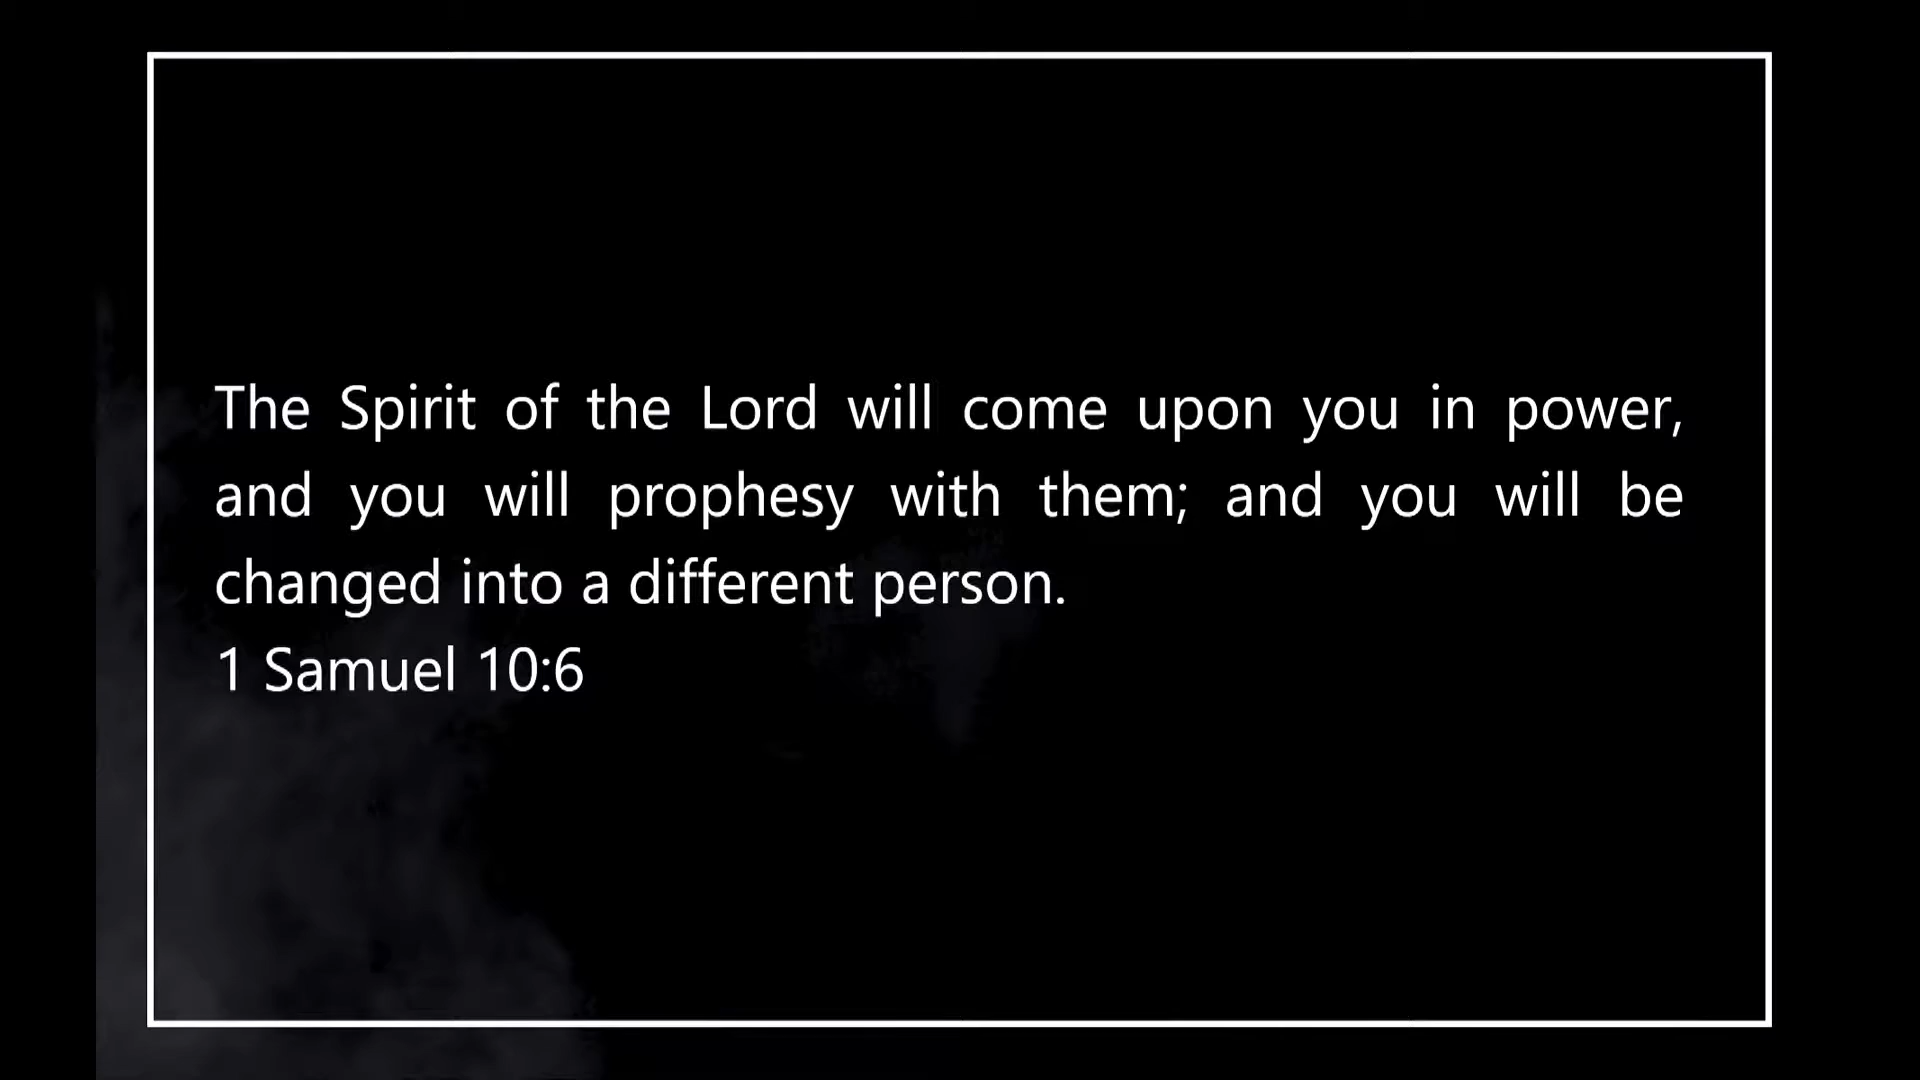 The Spirit of the Lord will come upon you in power,
and you will prophesy with them; and you will be
changed into a different person.
1 Samuel 10:6